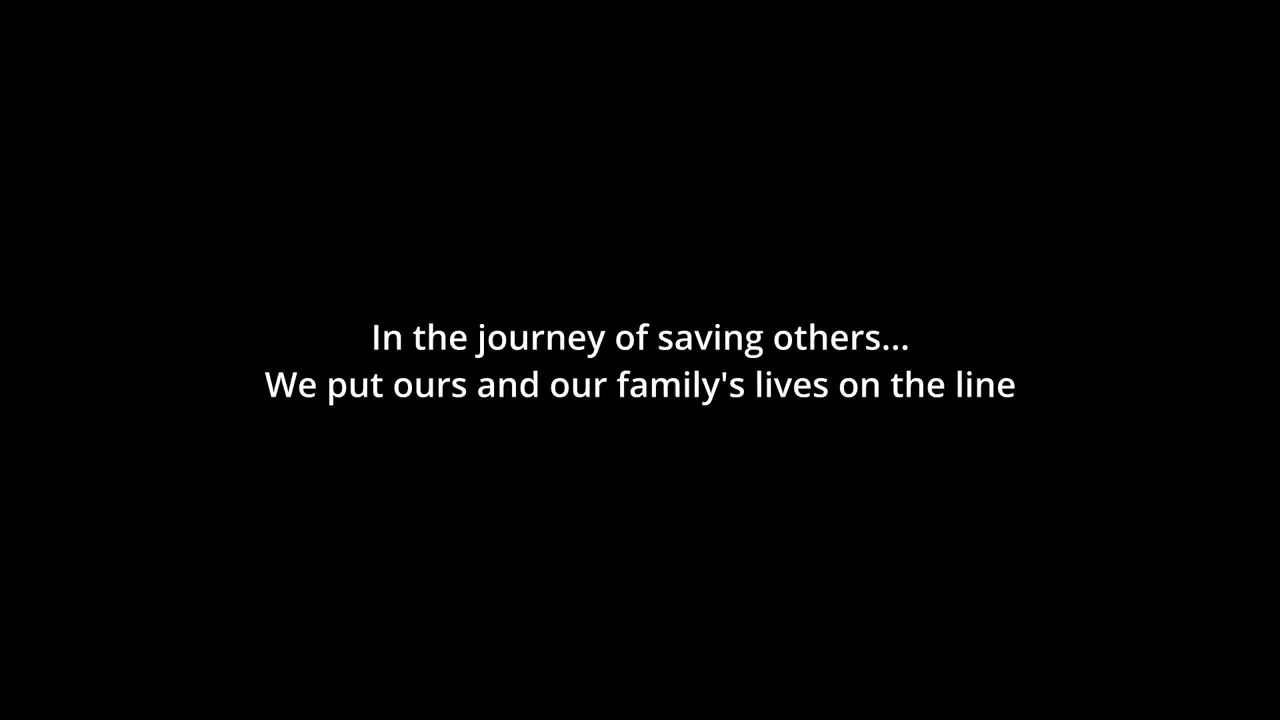 In the journey of saving others...
We put ours and our family's lives on the line